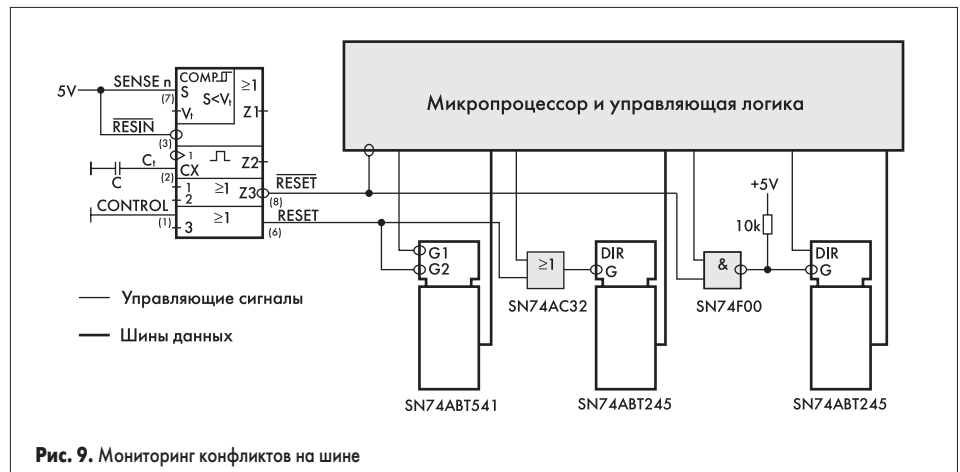 5V
SENSE n
(7)
RESIN
(3)
Cₜ
(2)
C
CONTROL
(1)
COMP.
S
S<Vₜ
Vₜ
≥1
Z1
1
CX
Z2
1
2
≥1
Z3
3
≥1
RESET
(8)
RESET
(6)
Микропроцессор и управляющая логика
G1
G2
≥1
SN74AC32
DIR
G
&
SN74F00
+5V
10k
DIR
G
Управляющие сигналы
Шины данных
SN74ABT541
SN74ABT245
SN74ABT245
Рис. 9. Мониторинг конфликтов на шине